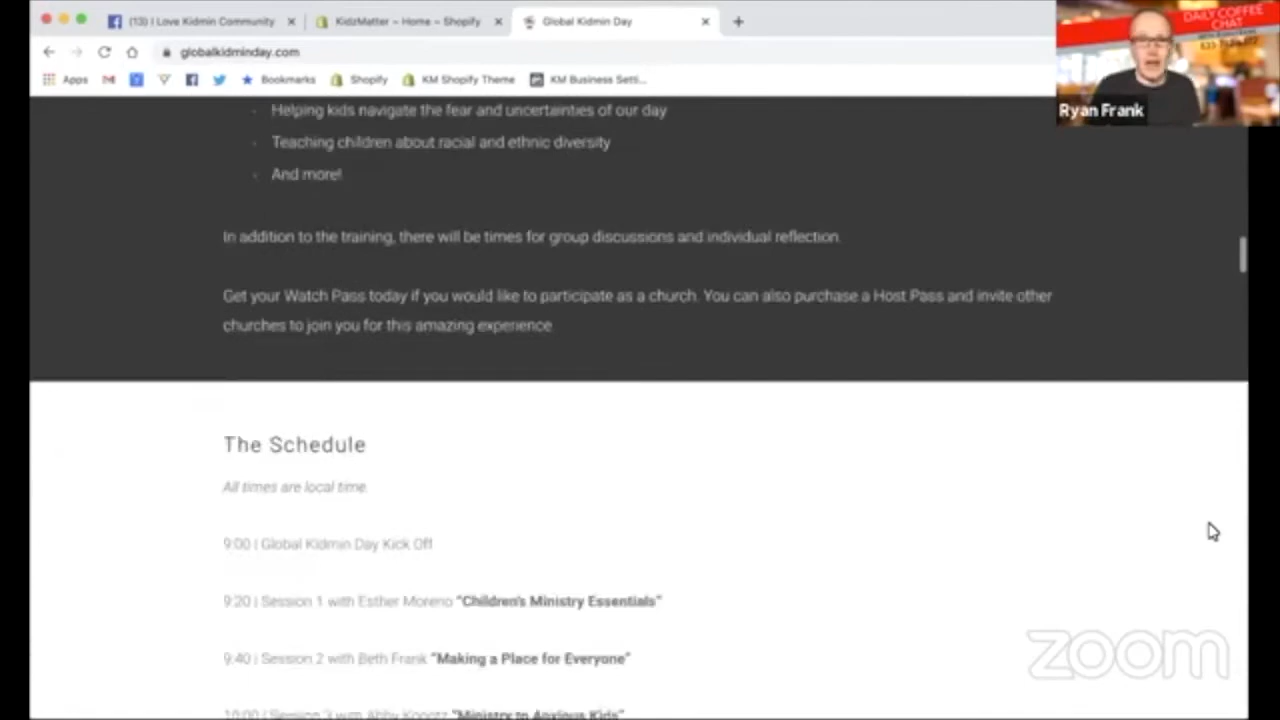 (13) I Love Kidmin Community
KidzMatter ~ Home ~ Shopify
Global Kidmin Day
globalkidminday.com
Apps
Bookmarks
Shopify
KM Shopify Theme
KM Business Setti...
DAILY COFFEE
CHAT
Ryan Frank
Helping kids navigate the fear and uncertainties of our day
Teaching children about racial and ethnic diversity
And more!
In addition to the training, there will be times for group discussions and individual reflection.
Get your Watch Pass today if you would like to participate as a church. You can also purchase a Host Pass and invite other
churches to join you for this amazing experience
The Schedule
All times are local time.
9:00 | Global Kidmin Day Kick Off
9:20 | Session 1 with Esther Moreno "Children's Ministry Essentials"
9:40 | Session 2 with Beth Frank "Making a Place for Everyone"
10:00 | Session 3 with Abby "Ministry to Anxious Kids"
zoom